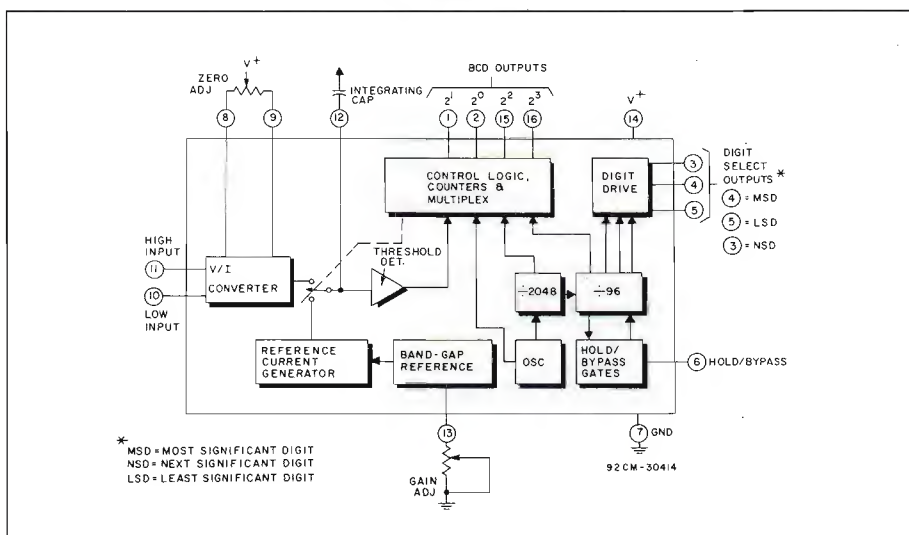 BCD OUTPUTS
V+
ZERO
ADJ
INTEGRATING
CAP
2¹ 2⁰ 2² 2³
V+
8 9 12 1 2 15 16 14
CONTROL LOGIC,
COUNTERS &
MULTIPLEX
DIGIT
DRIVE
3
4
5
DIGIT
SELECT
OUTPUTS *
4 = MSD
5 = LSD
3 = NSD
HIGH
INPUT
11
10
LOW
INPUT
V/I
CONVERTER
THRESHOLD
DET.
÷2048
÷96
REFERENCE
CURRENT
GENERATOR
BAND-GAP
REFERENCE
OSC
HOLD/
BYPASS
GATES
6 HOLD/BYPASS
13
7 GND
GAIN
ADJ
* MSD = MOST SIGNIFICANT DIGIT
NSD = NEXT SIGNIFICANT DIGIT
LSD = LEAST SIGNIFICANT DIGIT
92CM-30414